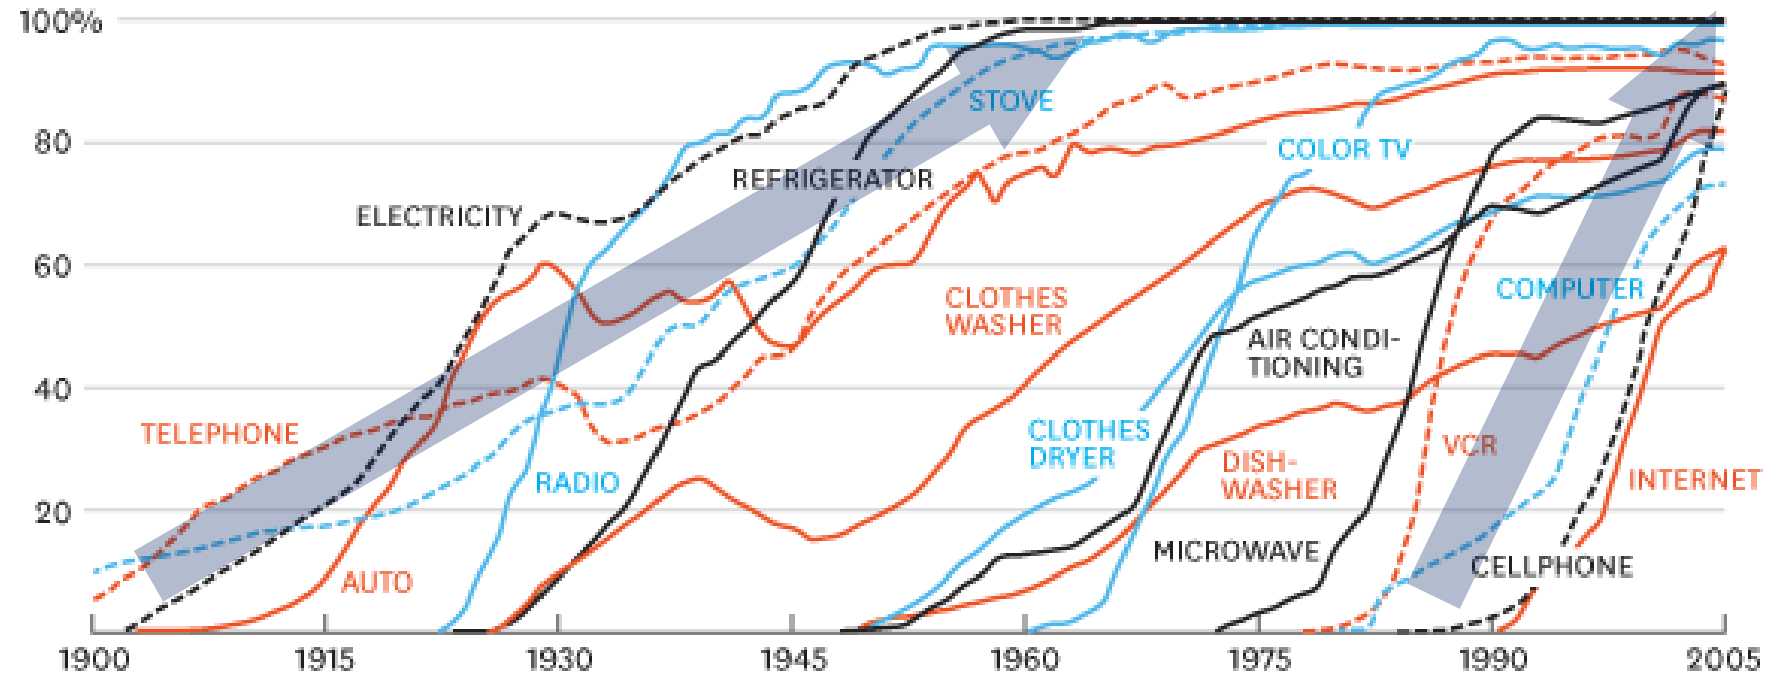 100%
80
60
40
20
STOVE
COLOR TV
REFRIGERATOR
ELECTRICITY
CLOTHES
WASHER
COMPUTER
AIR CONDI-
TIONING
TELEPHONE
CLOTHES
DRYER
VCR
RADIO
DISH-
WASHER
INTERNET
MICROWAVE
CELLPHONE
AUTO
1900
1915
1930
1945
1960
1975
1990
2005